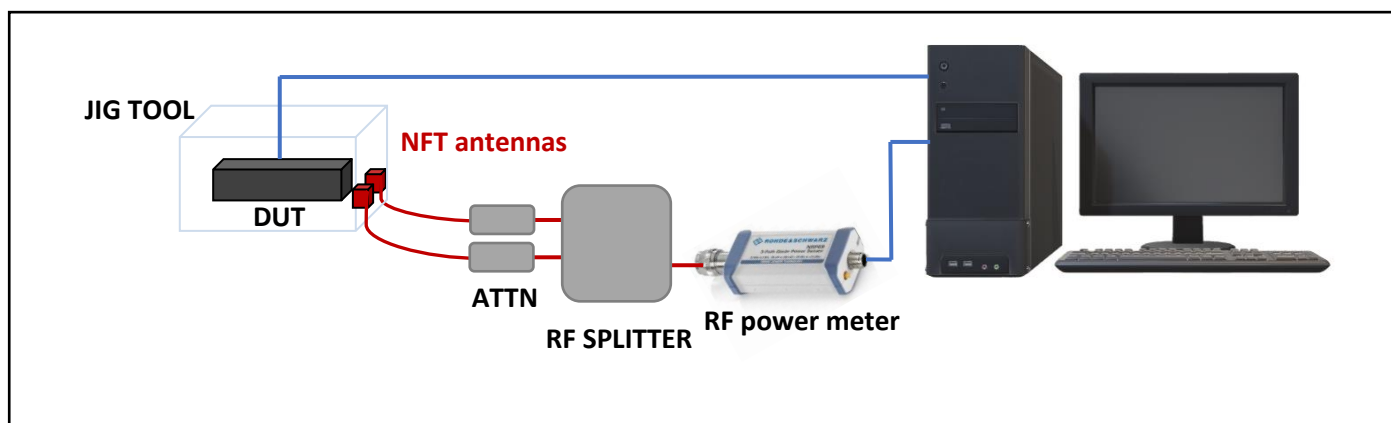 JIG TOOL
NFT antennas
DUT
ATTN
RF SPLITTER
ROHDE&SCHWARZ
RF power meter